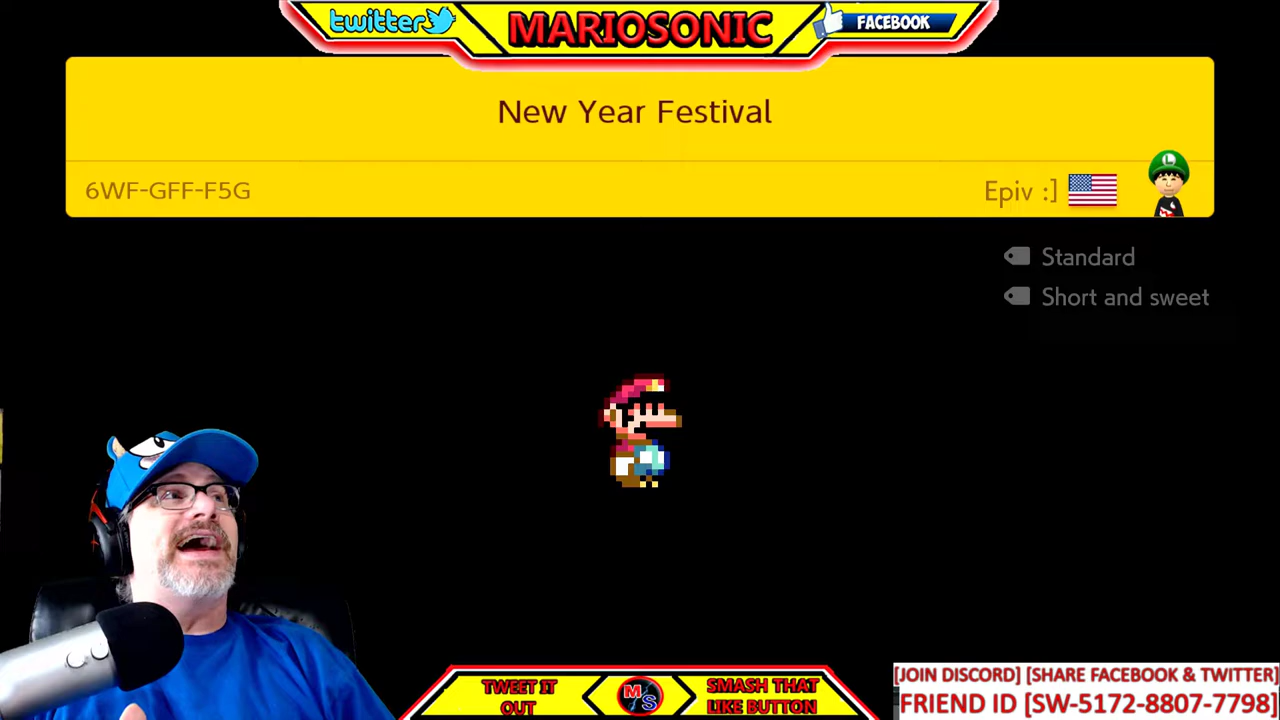 twitter
MARIOSONIC
FACEBOOK
New Year Festival
6WF-GFF-F5G
Epiv :]
L
Standard
Short and sweet
TWEET IT
OUT
MS
SMASH THAT
LIKE BUTTON
[JOIN DISCORD] [SHARE FACEBOOK & TWITTER]
FRIEND ID [SW-5172-8807-7798]